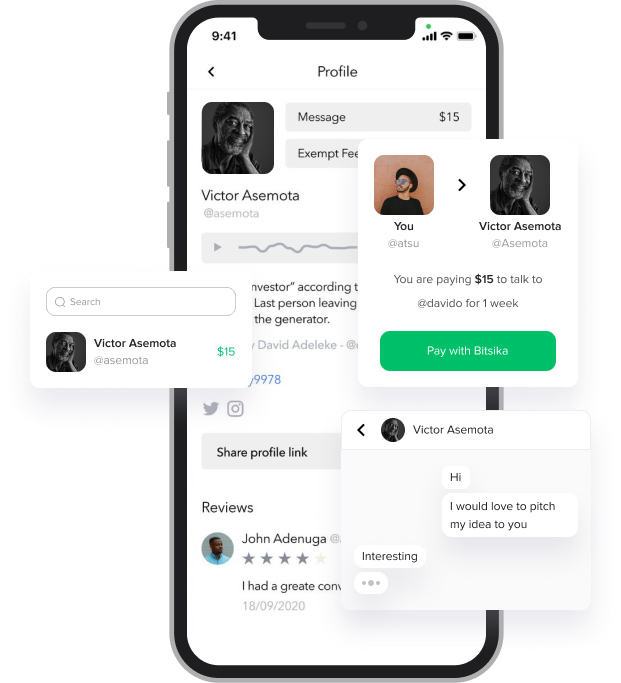 9:41
Profile
Message $15
Exempt Fee
Victor Asemota
@asemota
nvestor” according t
Last person leaving
the generator.
y David Adeleke - @
y9978
Share profile link
Reviews
John Adenuga @
I had a greate conv
18/09/2020
Search
Victor Asemota
@asemota
$15
You
@atsu
Victor Asemota
@Asemota
You are paying $15 to talk to
@davido for 1 week
Pay with Bitsika
Victor Asemota
Hi
I would love to pitch
my idea to you
Interesting